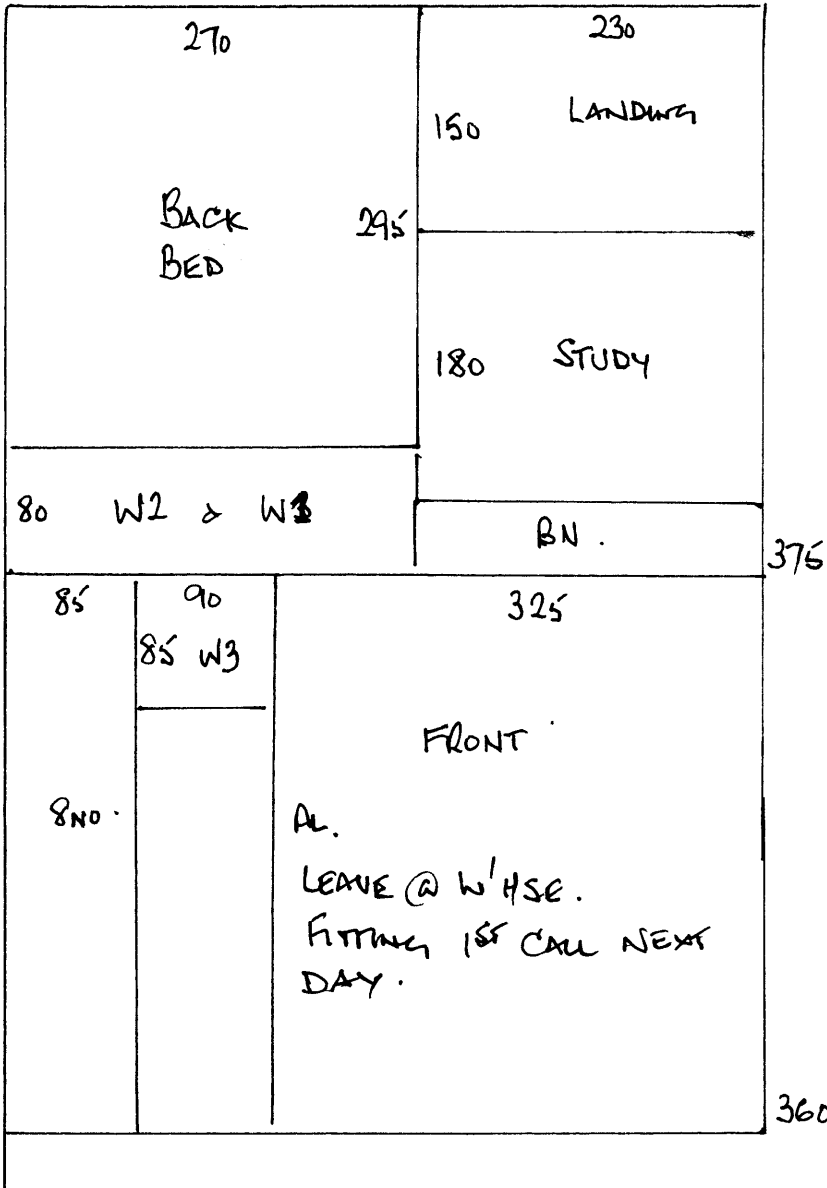 270
230
150 LANDING
BACK
BED
295
180 STUDY
80 W2 & W1
BN.
375
85
90
325
85 W3
FRONT
8NO.
AL.
LEAVE @ W'HSE.
FITTING 1ST CALL NEXT
DAY.
360